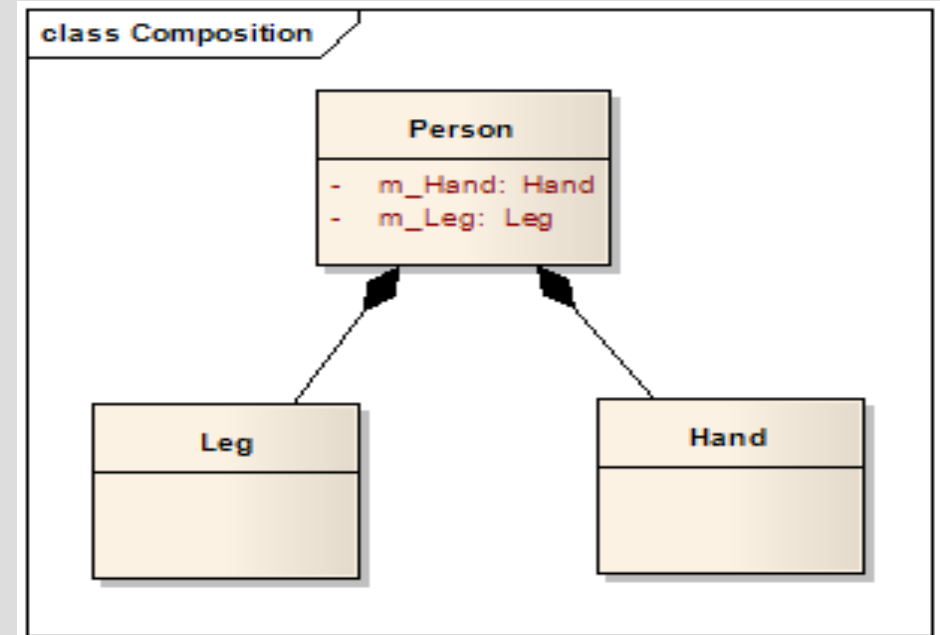 class Composition
Person
- m_Hand: Hand
- m_Leg: Leg
Leg
Hand